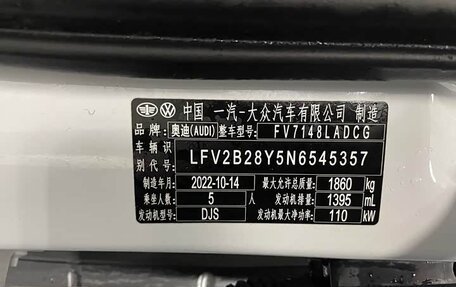 中国 一汽-大众汽车有限公司 制造
品牌 奥迪(AUDI) 整车型号 FV7148LADCG
车辆识别代号 LFV2B28Y5N6545357
制造年月 2022-10-14 最大允许总质量 1860 kg
乘坐人数 5 人 发动机排量 1395 mL
发动机型号 DJS 发动机最大净功率 110 kW